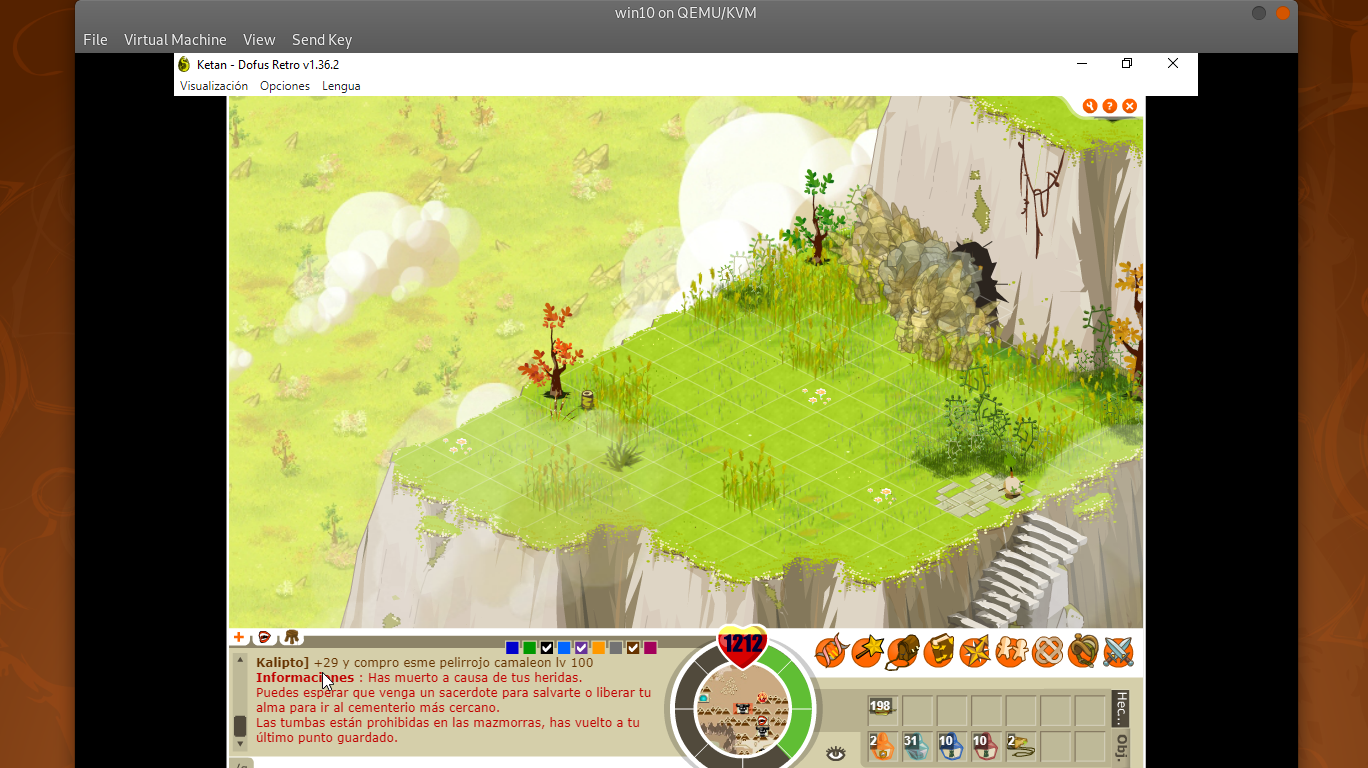 win10 on QEMU/KVM
File Virtual Machine View Send Key
Ketan - Dofus Retro v1.36.2
Visualización Opciones Lengua
1212
Kalipto] +29 y compro esme pelirrojo camaleon lv 100
Informaciones : Has muerto a causa de tus heridas.
Puedes esperar que venga un sacerdote para salvarte o liberar tu
alma para ir al cementerio más cercano.
Las tumbas están prohibidas en las mazmorras, has vuelto a tu
último punto guardado.
198
Hec...
2 31 10 10 2
Obj.